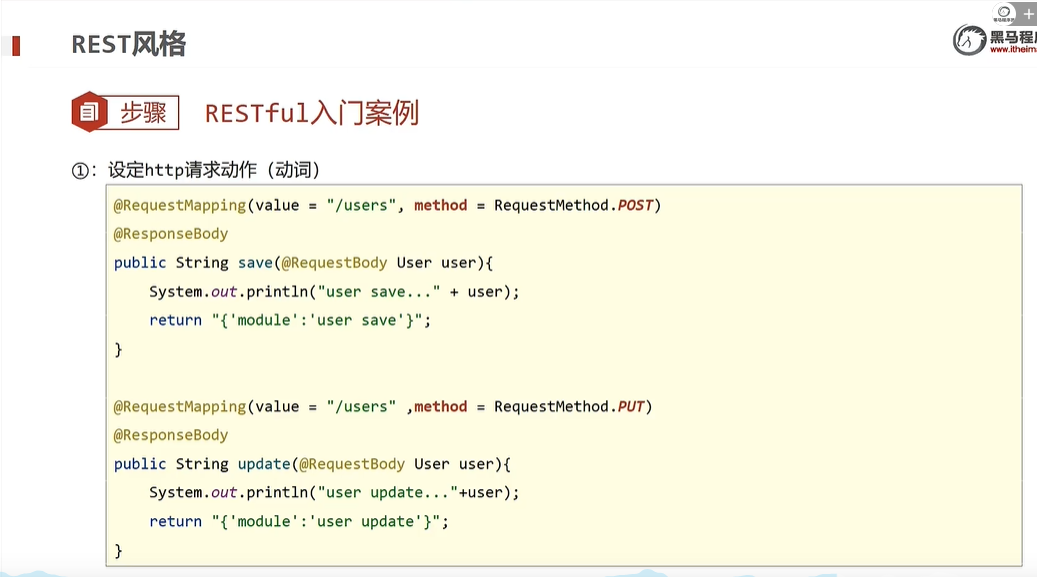 REST风格
黑马程
www.itheim
步骤
RESTful入门案例
①：设定http请求动作（动词）
@RequestMapping(value = "/users", method = RequestMethod.POST)
@ResponseBody
public String save(@RequestBody User user){
    System.out.println("user save..." + user);
    return "{'module':'user save'}";
}
@RequestMapping(value = "/users" ,method = RequestMethod.PUT)
@ResponseBody
public String update(@RequestBody User user){
    System.out.println("user update..."+user);
    return "{'module':'user update'}";
}